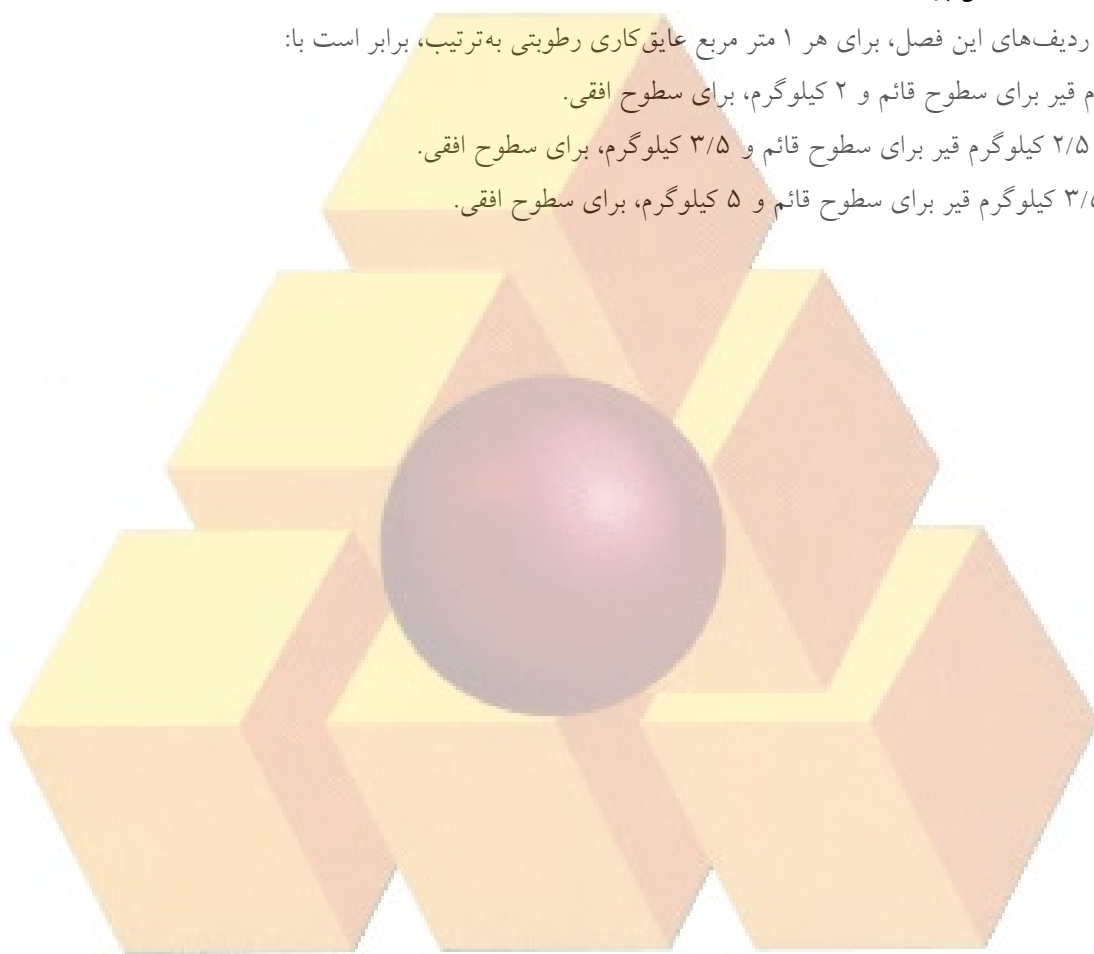 ردیف‌های این فصل، برای هر ۱ متر مربع عایق‌کاری رطوبتی به‌ترتیب، برابر است با:
قیر برای سطوح قائم و ۲ کیلوگرم، برای سطوح افقی.
۲/۵ کیلوگرم قیر برای سطوح قائم و ۳/۵ کیلوگرم، برای سطوح افقی.
کیلوگرم قیر برای سطوح قائم و ۵ کیلوگرم، برای سطوح افقی.